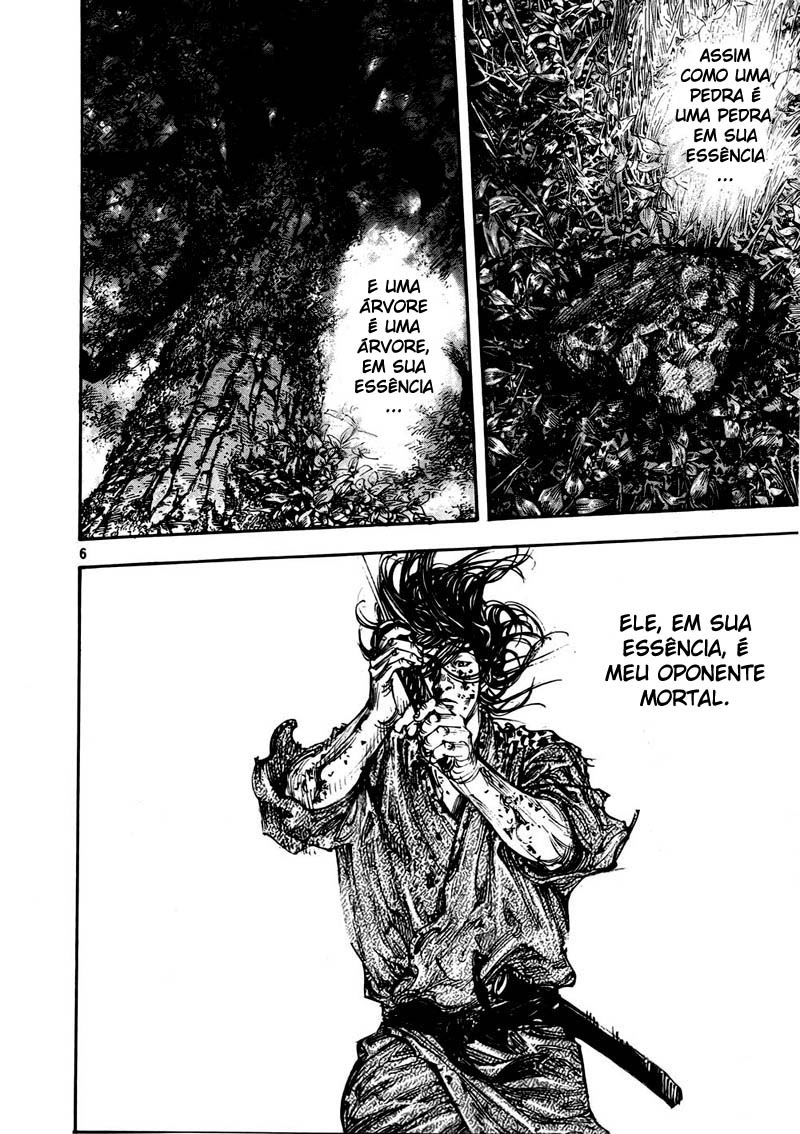 ASSIM
COMO UMA
PEDRA É
UMA PEDRA,
EM SUA
ESSÊNCIA
...
E UMA
ÁRVORE
É UMA
ÁRVORE,
EM SUA
ESSÊNCIA
...
6
ELE, EM SUA
ESSÊNCIA, É
MEU OPONENTE
MORTAL.